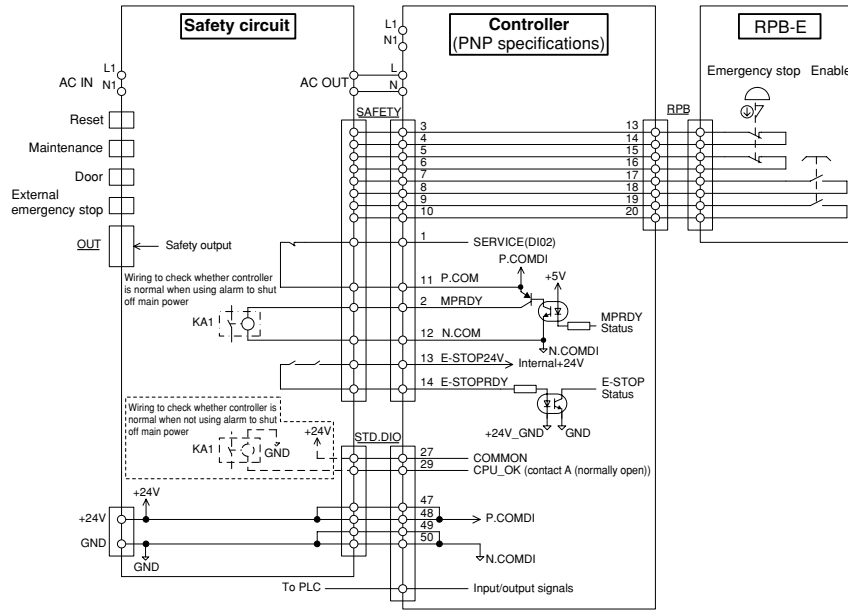 Safety circuit
Controller
(PNP specifications)
RPB-E
L1
N1
L1
N1
AC IN
AC OUT
L
N
Emergency stop
Enable
Reset
Maintenance
Door
External
emergency stop
OUT
Safety output
SAFETY
RPB
3
4
5
6
7
8
9
10
13
14
15
16
17
18
19
20
1
SERVICE(DI02)
P.COMDI
11 P.COM
+5V
2 MPRDY
MPRDY
Status
12 N.COM
N.COMDI
13 E-STOP24V
Internal+24V
14 E-STOPRDY
E-STOP
Status
+24V_GND
GND
Wiring to check whether controller
is normal when using alarm to shut
off main power
KA1
Wiring to check whether controller is
normal when not using alarm to shut
off main power
KA1
GND
+24V
STD.DIO
27 COMMON
29 CPU_OK (contact A (normally open))
47
48 P.COMDI
49
50
N.COMDI
+24V
+24V
GND
GND
To PLC
Input/output signals